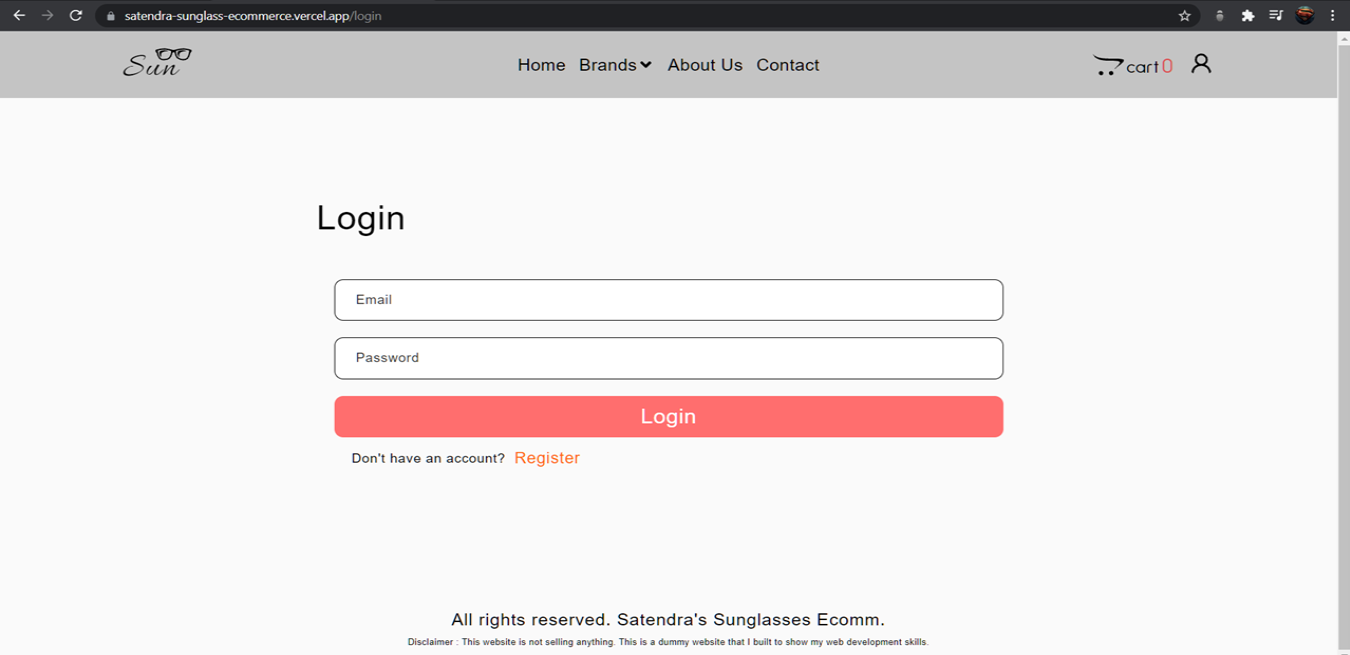 satendra-sunglass-ecommerce.vercel.app/login
Sun
Home Brands About Us Contact
cart 0
Login
Email
Password
Login
Don't have an account? Register
All rights reserved. Satendra's Sunglasses Ecomm.
Disclaimer : This website is not selling anything. This is a dummy website that I built to show my web development skills.